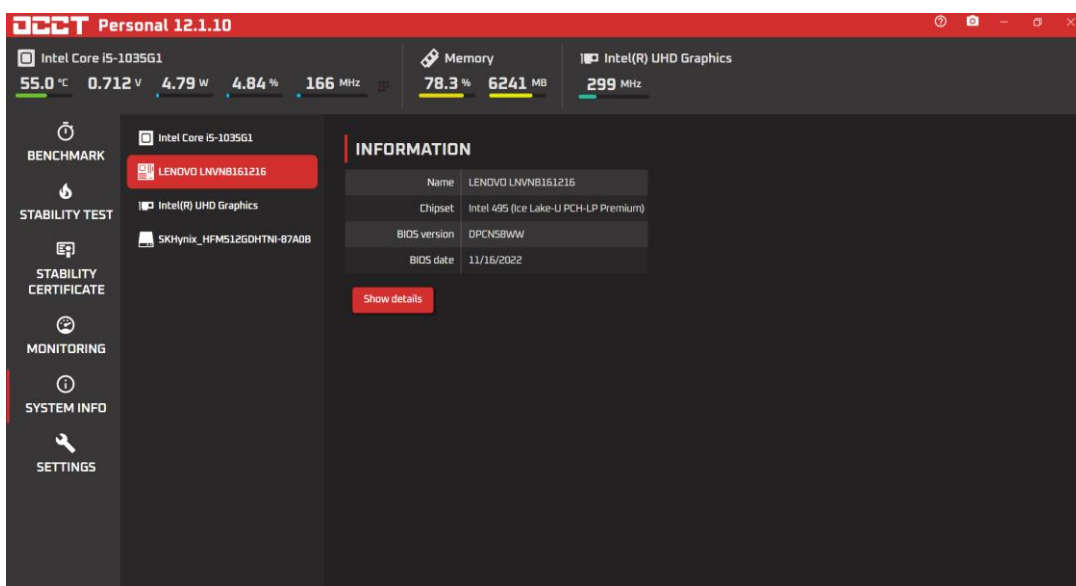 OCCT Personal 12.1.10
Intel Core i5-1035G1
55.0 °C 0.712 V 4.79 W 4.84 % 166 MHz
Memory
78.3 % 6241 MB
Intel(R) UHD Graphics
299 MHz
BENCHMARK
STABILITY TEST
STABILITY
CERTIFICATE
MONITORING
SYSTEM INFO
SETTINGS
Intel Core i5-1035G1
LENOVO LNVNB161216
Intel(R) UHD Graphics
SKHynix_HFM512GDHTNI-87A0B
INFORMATION
Name LENOVO LNVNB161216
Chipset Intel 495 (Ice Lake-U PCH-LP Premium)
BIOS version DPCN58WW
BIOS date 11/16/2022
Show details